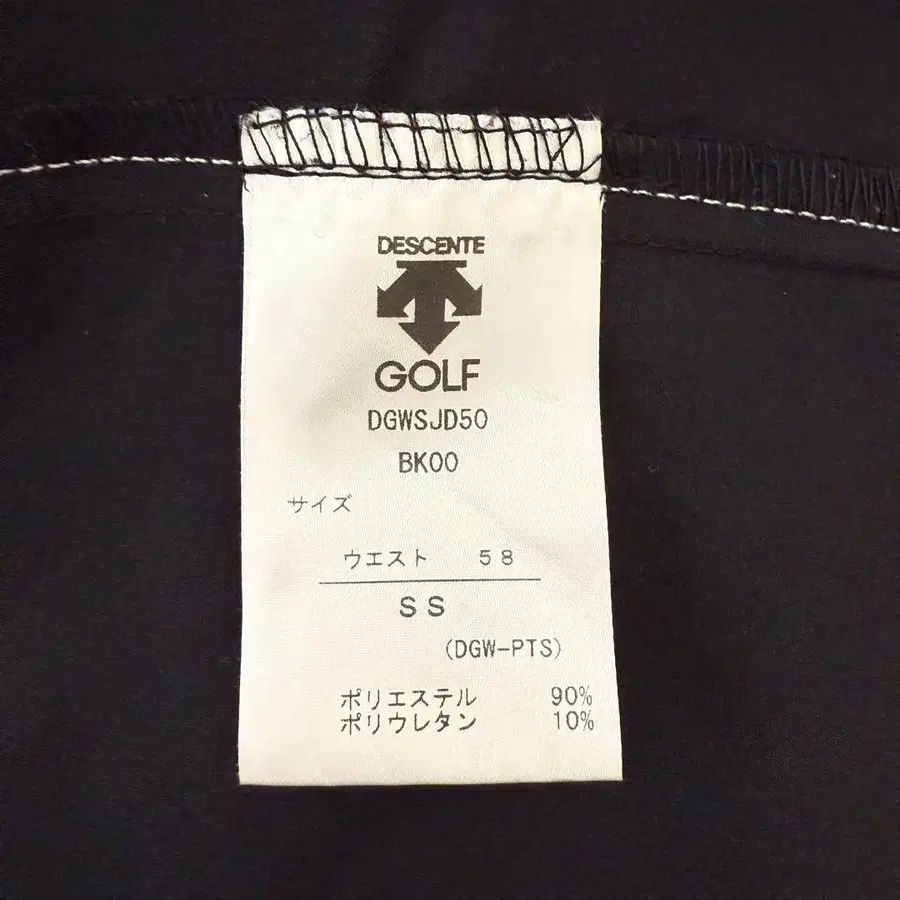 DESCENTE
GOLF
DGWSJD50
BK00
サイズ
ウエスト 58
SS
(DGW-PTS)
ポリエステル 90%
ポリウレタン 10%